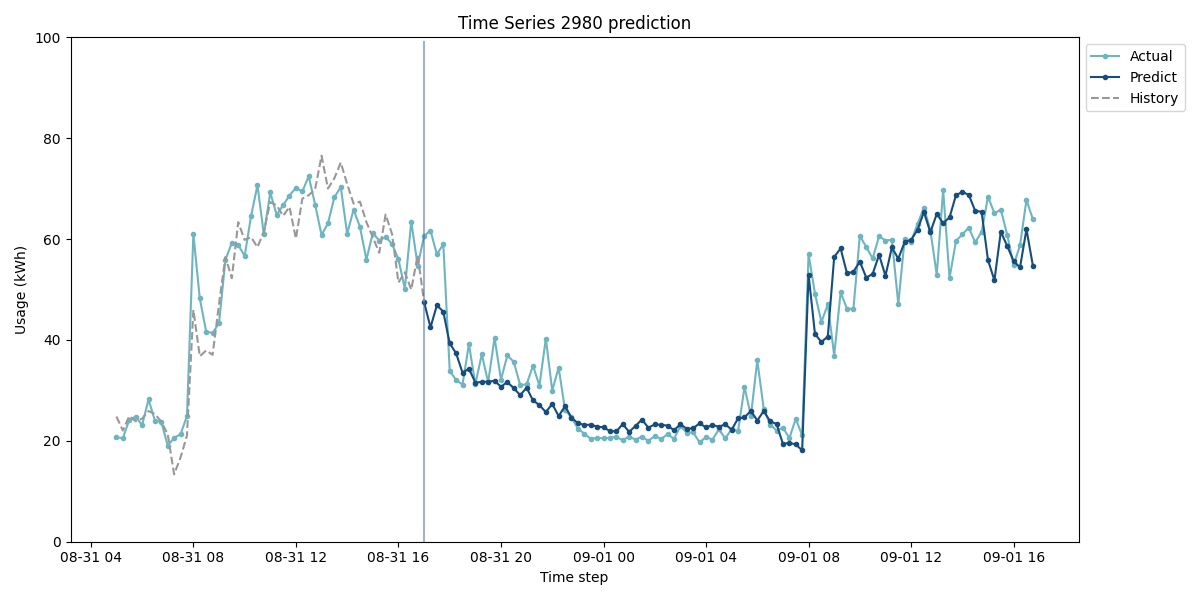 Time Series 2980 prediction
100
80
60
40
20
0
Usage (kWh)
08-31 04
08-31 08
08-31 12
08-31 16
08-31 20
09-01 00
09-01 04
09-01 08
09-01 12
09-01 16
Time step
Actual
Predict
History